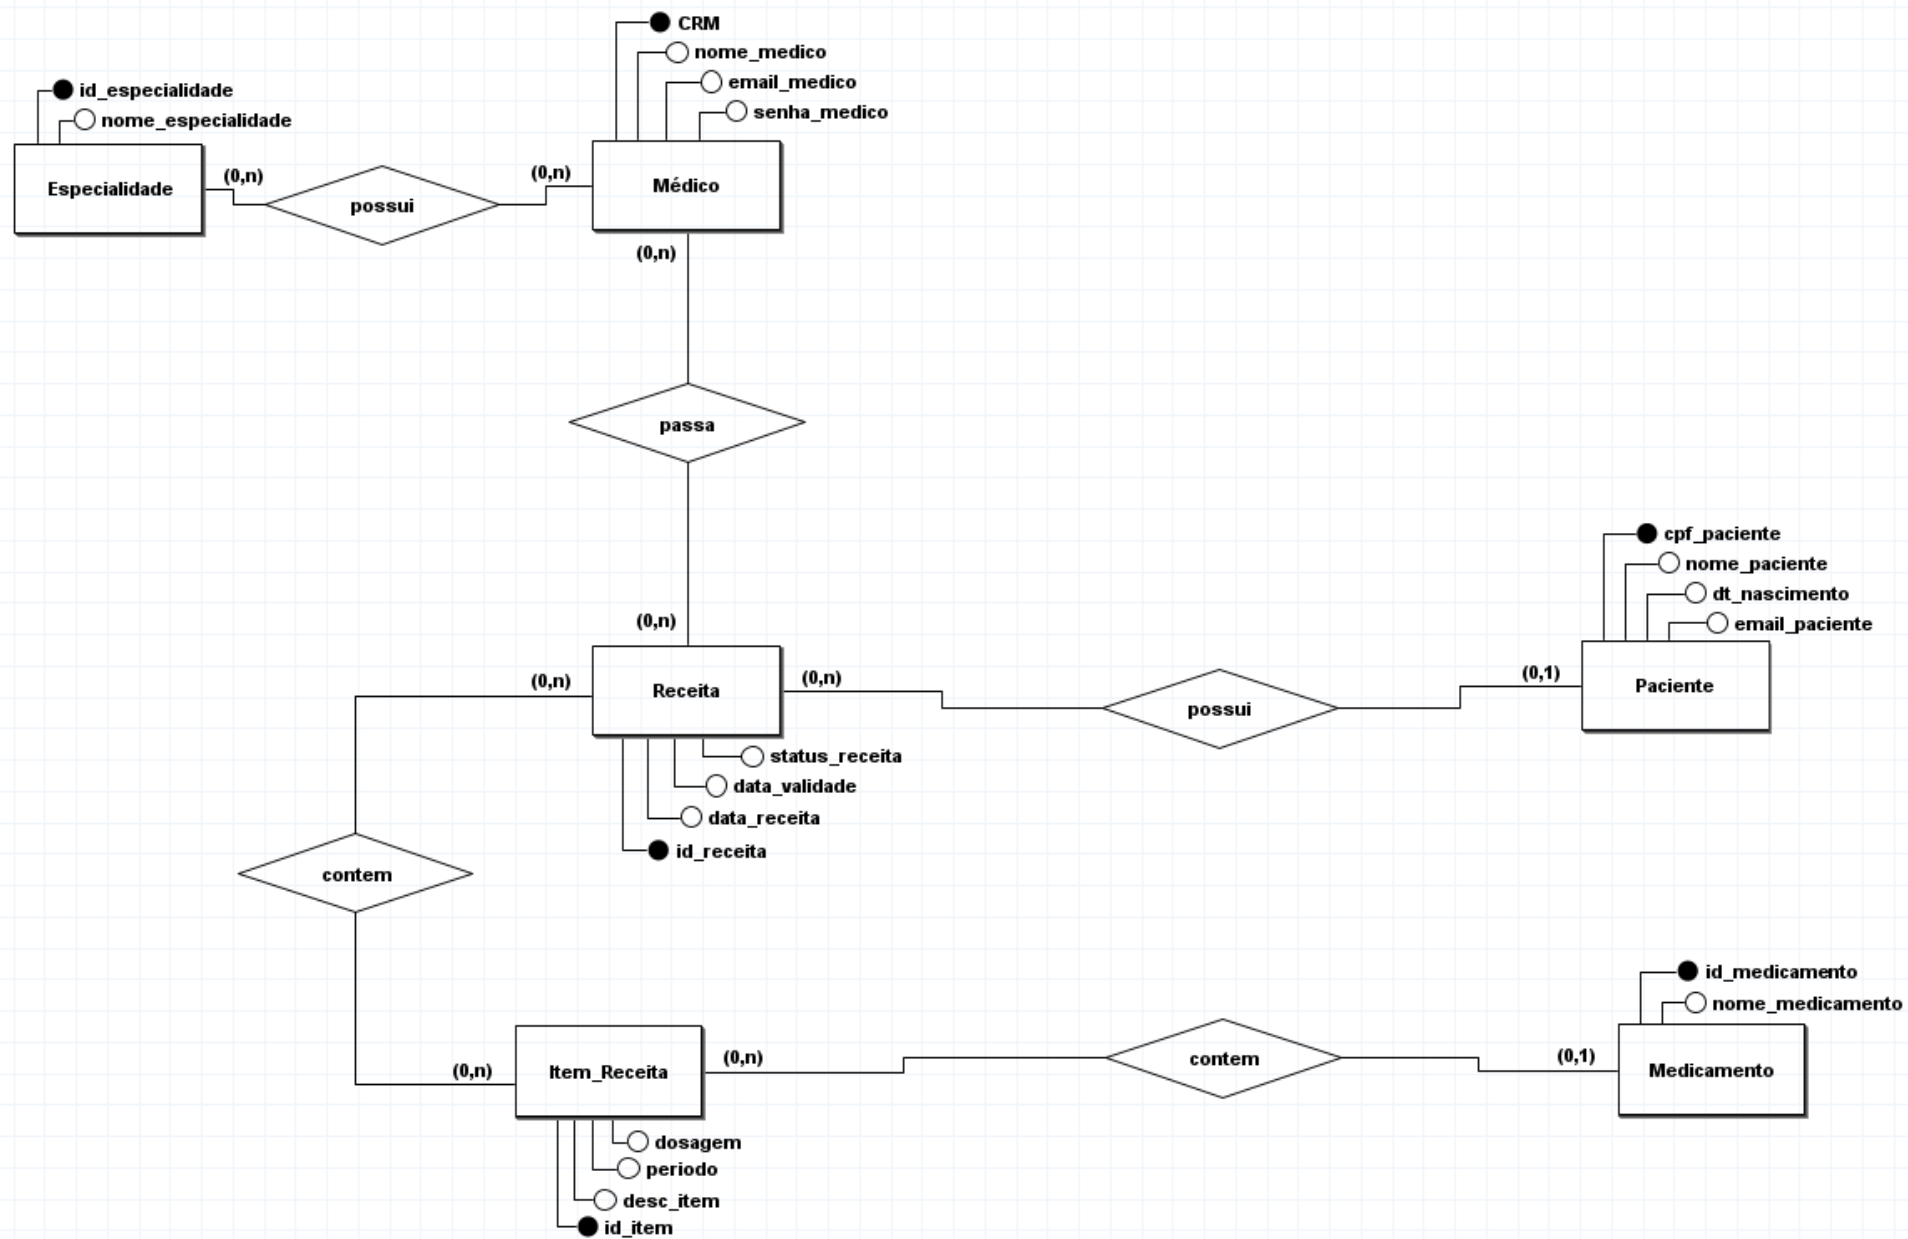 CRM
nome_medico
email_medico
senha_medico
id_especialidade
nome_especialidade
Especialidade
(0,n)
possui
(0,n)
Médico
(0,n)
passa
(0,n)
cpf_paciente
nome_paciente
dt_nascimento
email_paciente
(0,n)
Receita
(0,n)
possui
(0,1)
Paciente
status_receita
data_validade
data_receita
id_receita
contem
id_medicamento
nome_medicamento
(0,n)
Item_Receita
(0,n)
contem
(0,1)
Medicamento
dosagem
periodo
desc_item
id_item